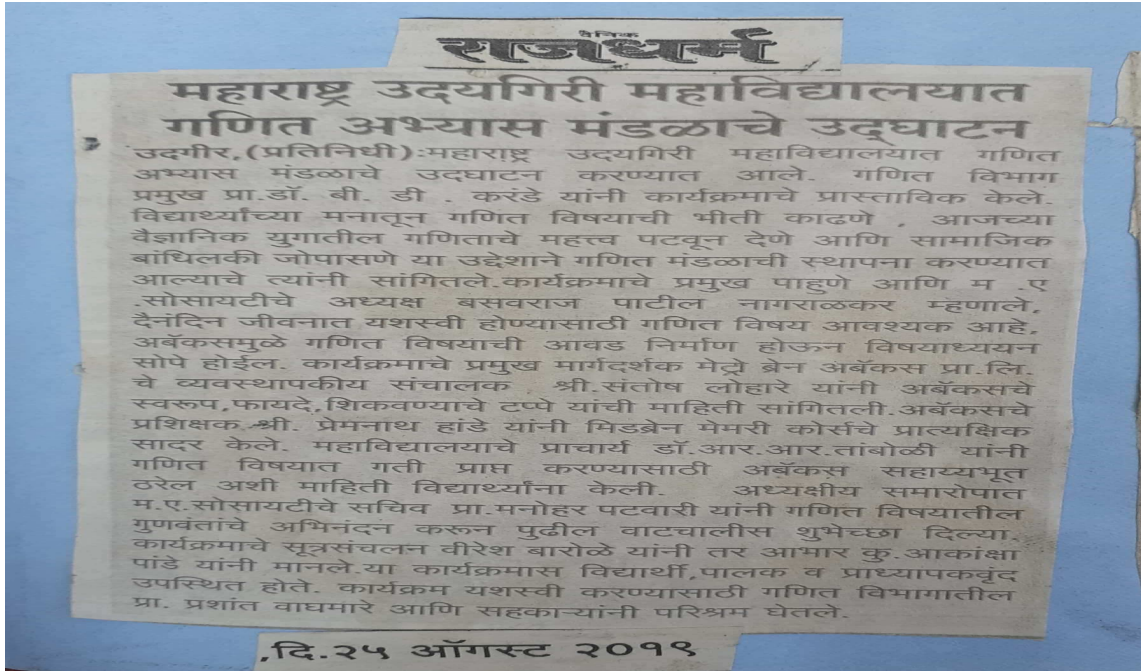 दैनिक
राजधर्म
महाराष्ट्र उदयगिरी महाविद्यालयात
गणित अभ्यास मंडळाचे उद्घाटन
उदगीर,(प्रतिनिधी):महाराष्ट्र उदयगिरी महाविद्यालयात गणित
अभ्यास मंडळाचे उदघाटन करण्यात आले. गणित विभाग
प्रमुख प्रा.डॉ. बी. डी . करंडे यांनी कार्यक्रमाचे प्रास्ताविक केले.
विद्यार्थ्यांच्या मनातून गणित विषयाची भीती काढणे , आजच्या
वैज्ञानिक युगातील गणिताचे महत्त्व पटवून देणे आणि सामाजिक
बांधिलकी जोपासणे या उद्देशाने गणित मंडळाची स्थापना करण्यात
आल्याचे त्यांनी सांगितले.कार्यक्रमाचे प्रमुख पाहुणे आणि म .ए
.सोसायटीचे अध्यक्ष बसवराज पाटील नागराळकर म्हणाले,
दैनंदिन जीवनात यशस्वी होण्यासाठी गणित विषय आवश्यक आहे,
अबॅकसमुळे गणित विषयाची आवड निर्माण होऊन विषयाध्ययन
सोपे होईल. कार्यक्रमाचे प्रमुख मार्गदर्शक मेट्रो ब्रेन अबॅकस प्रा.लि.
चे व्यवस्थापकीय संचालक श्री.संतोष लोहारे यांनी अबॅकसचे
स्वरूप,फायदे,शिकवण्याचे टप्पे यांची माहिती सांगितली.अबॅकसचे
प्रशिक्षक श्री. प्रेमनाथ हांडे यांनी मिडब्रेन मेमरी कोर्सचे प्रात्यक्षिक
सादर केले. महाविद्यालयाचे प्राचार्य डॉ.आर.आर.तांबोळी यांनी
गणित विषयात गती प्राप्त करण्यासाठी अबॅकस सहाय्यभूत
ठरेल अशी माहिती विद्यार्थ्यांना केली. अध्यक्षीय समारोपात
म.ए.सोसायटीचे सचिव प्रा.मनोहर पटवारी यांनी गणित विषयातील
गुणवंतांचे अभिनंदन करून पुढील वाटचालीस शुभेच्छा दिल्या.
कार्यक्रमाचे सूत्रसंचलन वीरेश बारोळे यांनी तर आभार कु.आकांक्षा
पांडे यांनी मानले.या कार्यक्रमास विद्यार्थी,पालक व प्राध्यापकवृंद
उपस्थित होते. कार्यक्रम यशस्वी करण्यासाठी गणित विभागातील
प्रा. प्रशांत वाघमारे आणि सहकाऱ्यांनी परिश्रम घेतले.
,दि.२५ ऑगस्ट २०१९